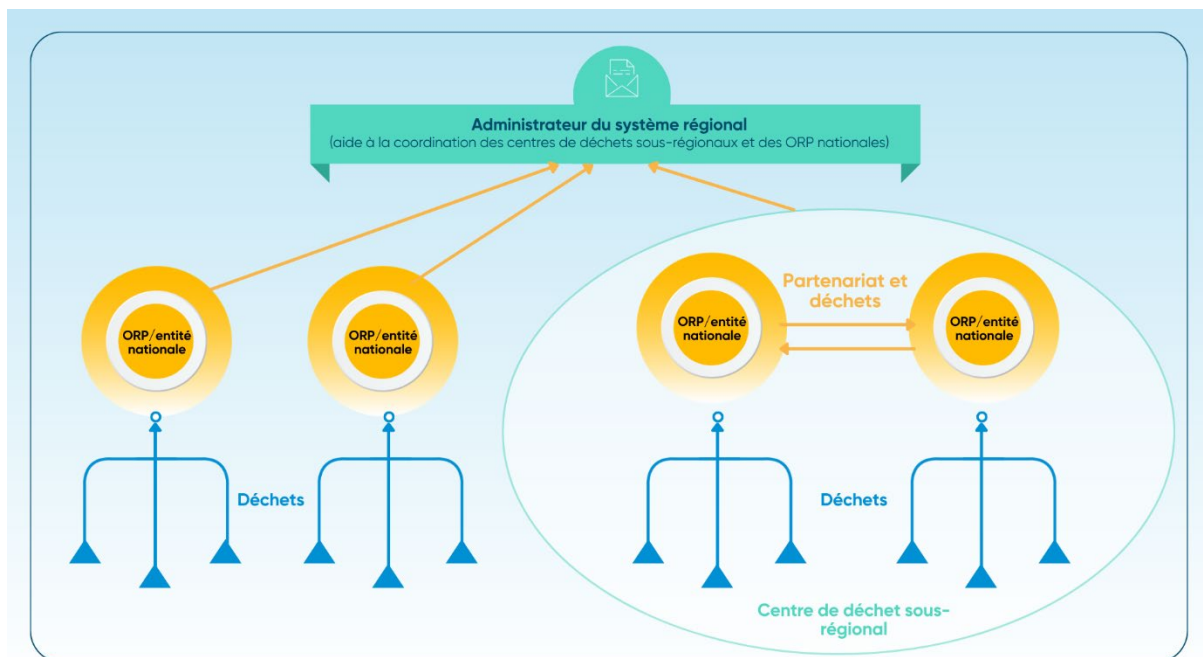 Administrateur du système régional
(aide à la coordination des centres de déchets sous-régionaux et des ORP nationales)
ORP/entité
nationale
ORP/entité
nationale
ORP/entité
nationale
Partenariat et
déchets
ORP/entité
nationale
Déchets
Déchets
Centre de déchet sous-
régional